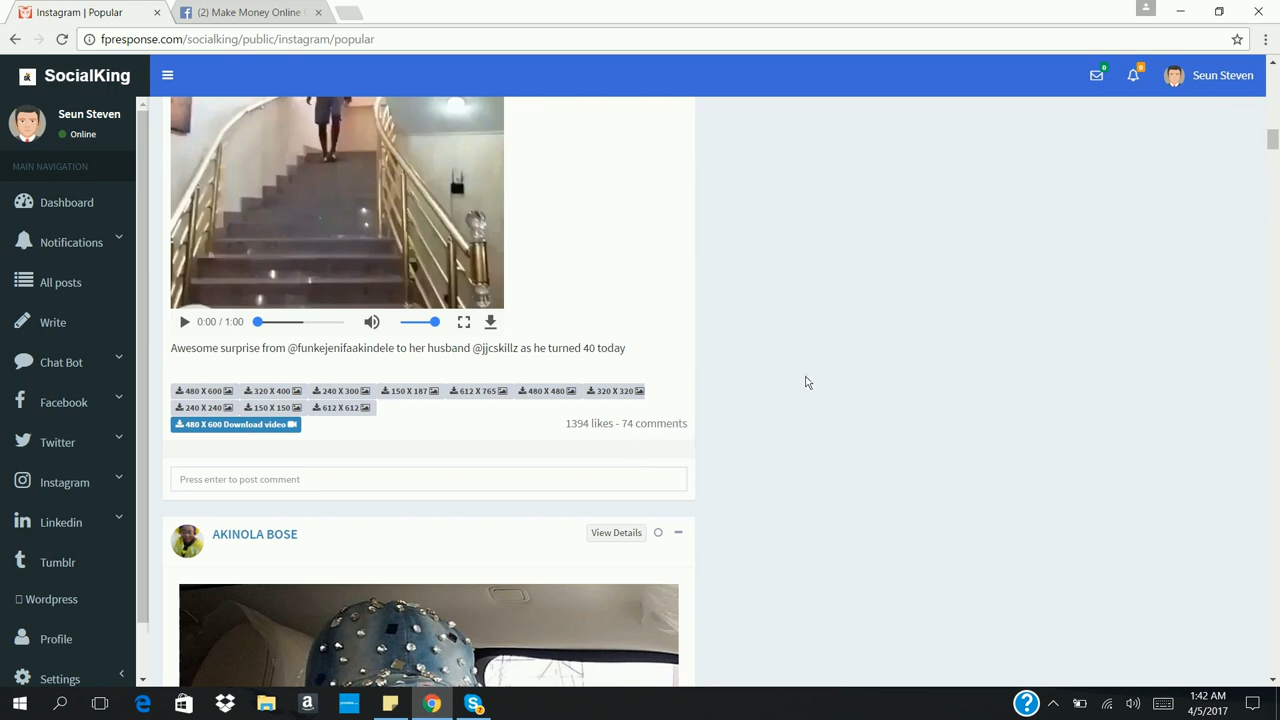 Instagram | Popular
(2) Make Money Online
fpresponse.com/socialking/public/instagram/popular
SocialKing
0
0
Seun Steven
Seun Steven
Online
MAIN NAVIGATION
Dashboard
Notifications
All posts
Write
Chat Bot
Facebook
Twitter
Instagram
Linkedin
Tumblr
Wordpress
Profile
Settings
0:00 / 1:00
Awesome surprise from @funkejenifaakindele to her husband @jjcskillz as he turned 40 today
480 X 600 320 X 400 240 X 300 150 X 187 612 X 765 480 X 480 320 X 320
240 X 240 150 X 150 612 X 612
480 X 600 Download video
1394 likes - 74 comments
Press enter to post comment
AKINOLA BOSE
View Details
7
1:42 AM
4/5/2017